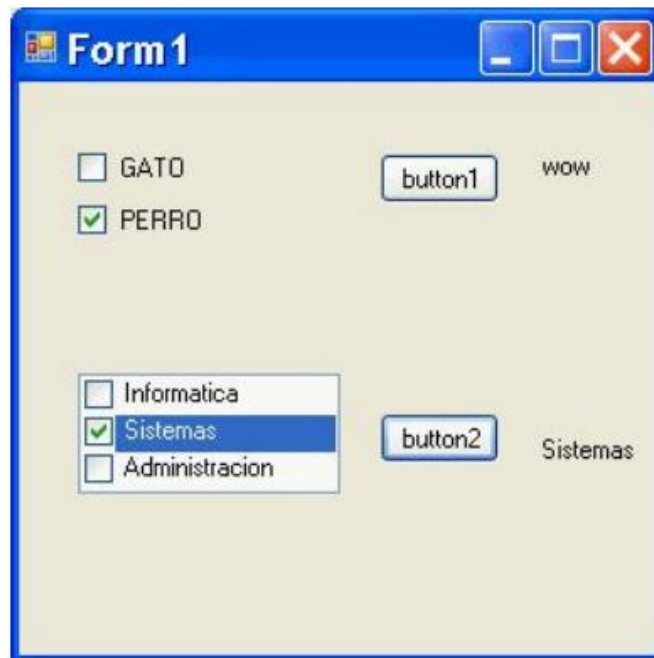 Form1
GATO
button1
wow
PERRO
Informatica
Sistemas
Administracion
button2
Sistemas